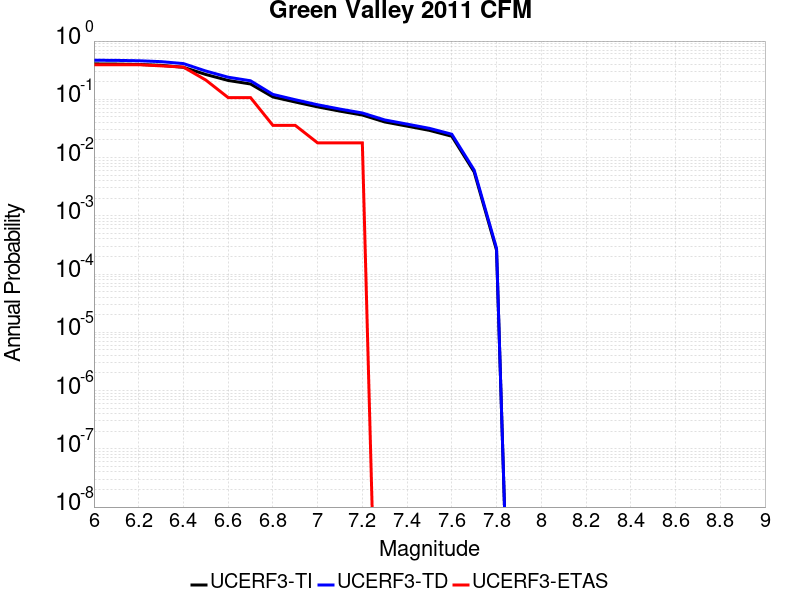 Green Valley 2011 CFM
Annual Probability
10^0
10^-1
10^-2
10^-3
10^-4
10^-5
10^-6
10^-7
10^-8
6 6.2 6.4 6.6 6.8 7 7.2 7.4 7.6 7.8 8 8.2 8.4 8.6 8.8 9
Magnitude
UCERF3-TI UCERF3-TD UCERF3-ETAS